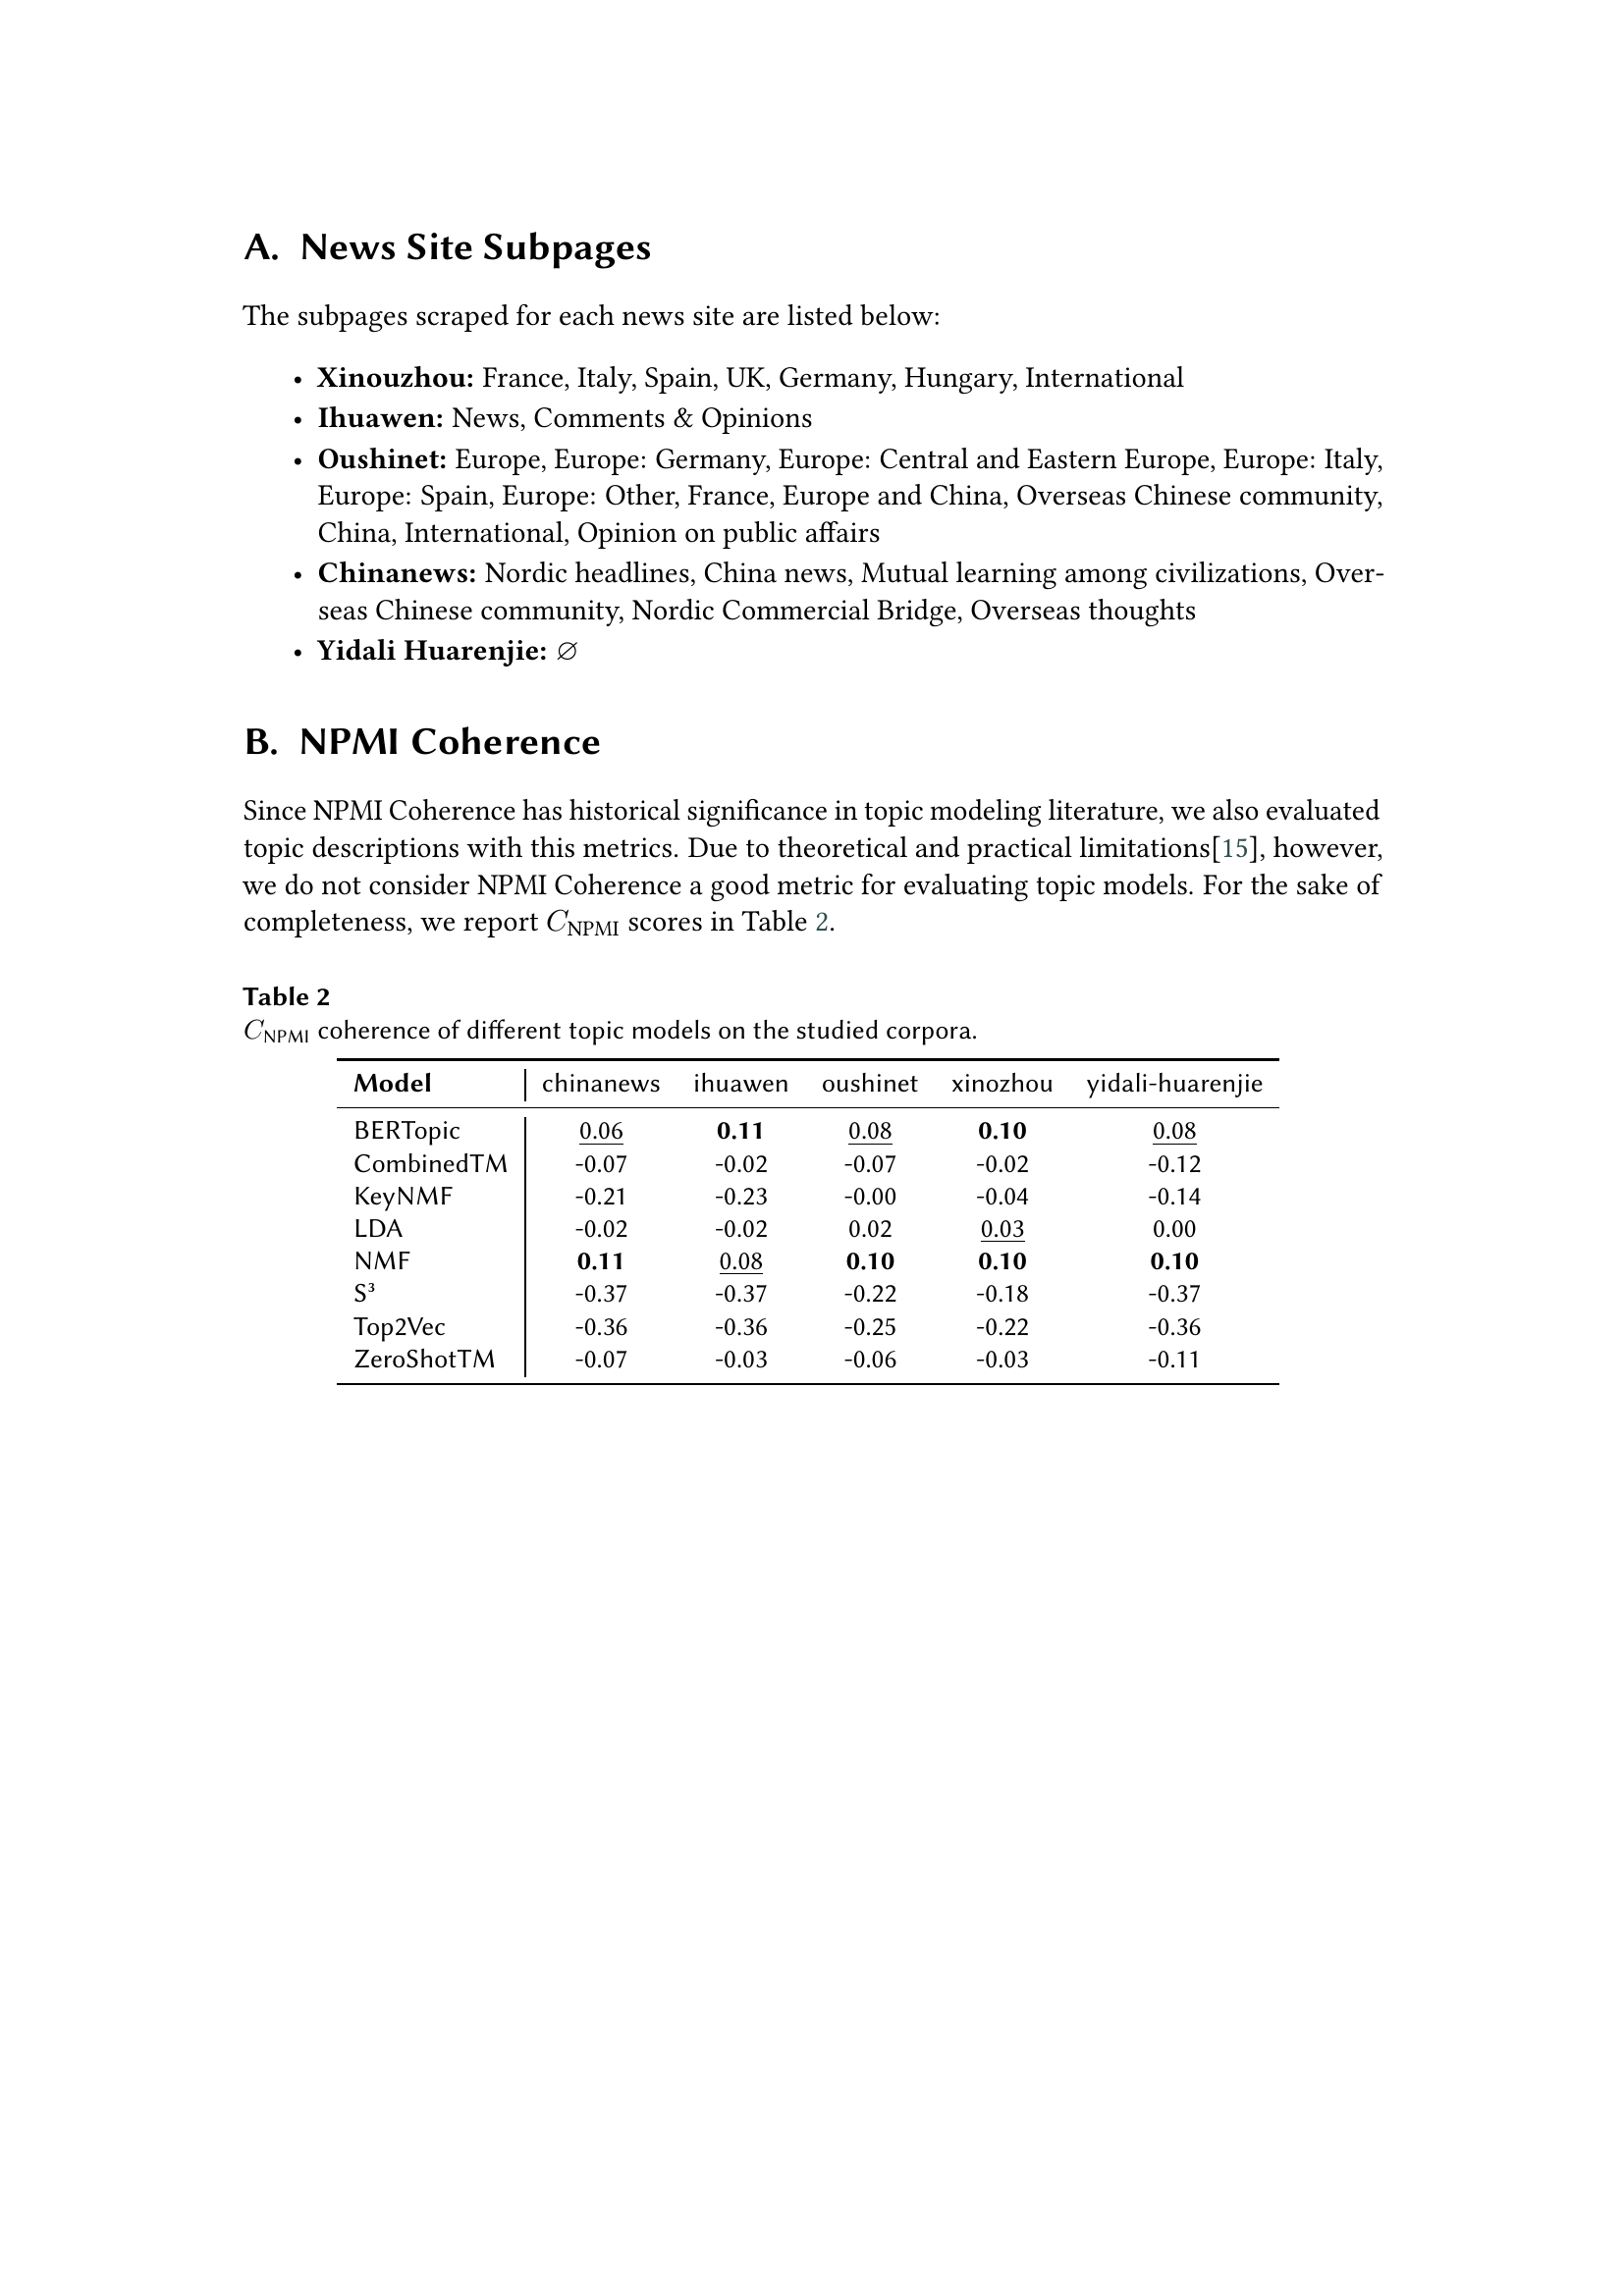 A. News Site Subpages
The subpages scraped for each news site are listed below:
• Xinouzhou: France, Italy, Spain, UK, Germany, Hungary, International
• Ihuawen: News, Comments & Opinions
• Oushinet: Europe, Europe: Germany, Europe: Central and Eastern Europe, Europe: Italy,
Europe: Spain, Europe: Other, France, Europe and China, Overseas Chinese community,
China, International, Opinion on public affairs
• Chinanews: Nordic headlines, China news, Mutual learning among civilizations, Over-
seas Chinese community, Nordic Commercial Bridge, Overseas thoughts
• Yidali Huarenjie: ∅
B. NPMI Coherence
Since NPMI Coherence has historical significance in topic modeling literature, we also evaluated
topic descriptions with this metrics. Due to theoretical and practical limitations[15], however,
we do not consider NPMI Coherence a good metric for evaluating topic models. For the sake of
completeness, we report C_NPMI scores in Table 2.
Table 2
C_NPMI coherence of different topic models on the studied corpora.
Model chinanews ihuawen oushinet xinozhou yidali-huarenjie
BERTopic 0.06 0.11 0.08 0.10 0.08
CombinedTM -0.07 -0.02 -0.07 -0.02 -0.12
KeyNMF -0.21 -0.23 -0.00 -0.04 -0.14
LDA -0.02 -0.02 0.02 0.03 0.00
NMF 0.11 0.08 0.10 0.10 0.10
S³ -0.37 -0.37 -0.22 -0.18 -0.37
Top2Vec -0.36 -0.36 -0.25 -0.22 -0.36
ZeroShotTM -0.07 -0.03 -0.06 -0.03 -0.11